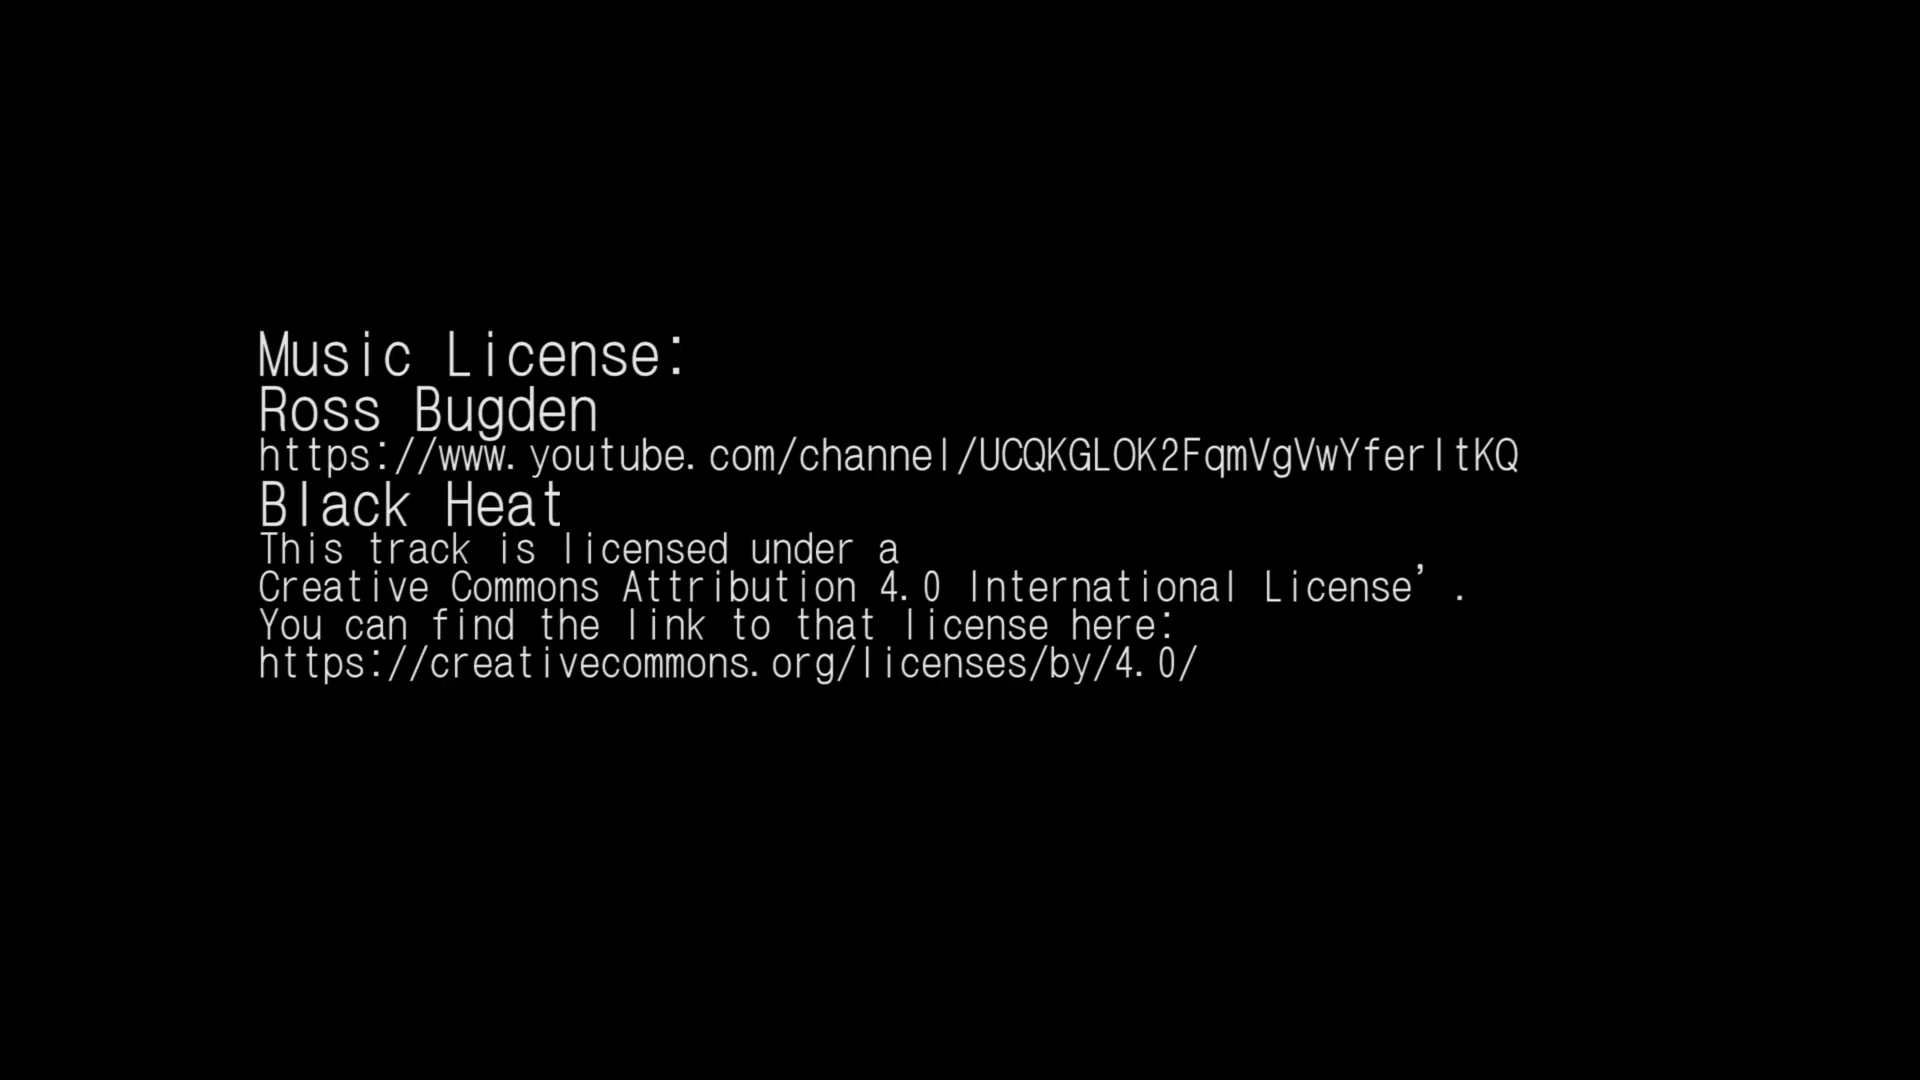 Music License:
Ross Bugden
https://www.youtube.com/channel/UCQKGLOK2FqmVgVwYferltKQ
Black Heat
This track is licensed under a
Creative Commons Attribution 4.0 International License’.
You can find the link to that license here:
https://creativecommons.org/licenses/by/4.0/